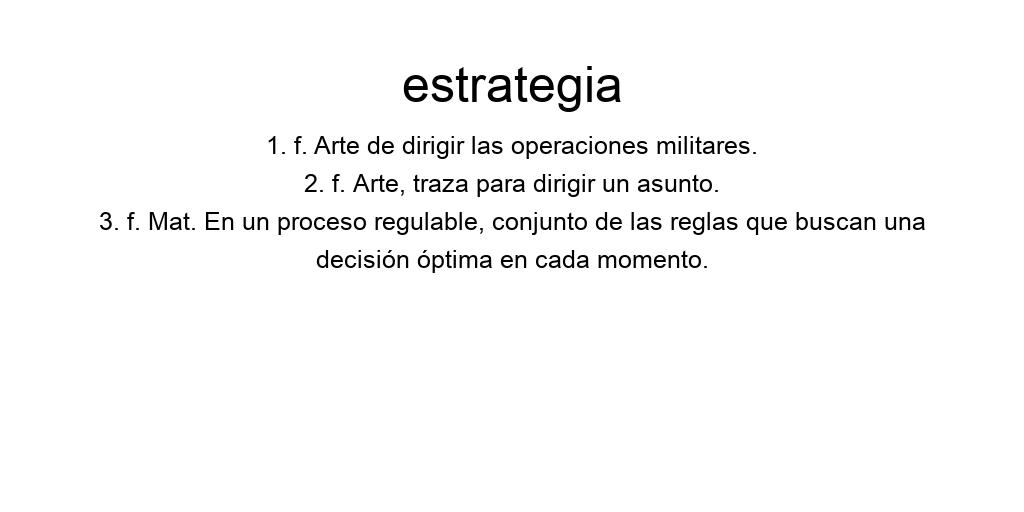 estrategia
1. f. Arte de dirigir las operaciones militares.
2. f. Arte, traza para dirigir un asunto.
3. f. Mat. En un proceso regulable, conjunto de las reglas que buscan una
decisión óptima en cada momento.